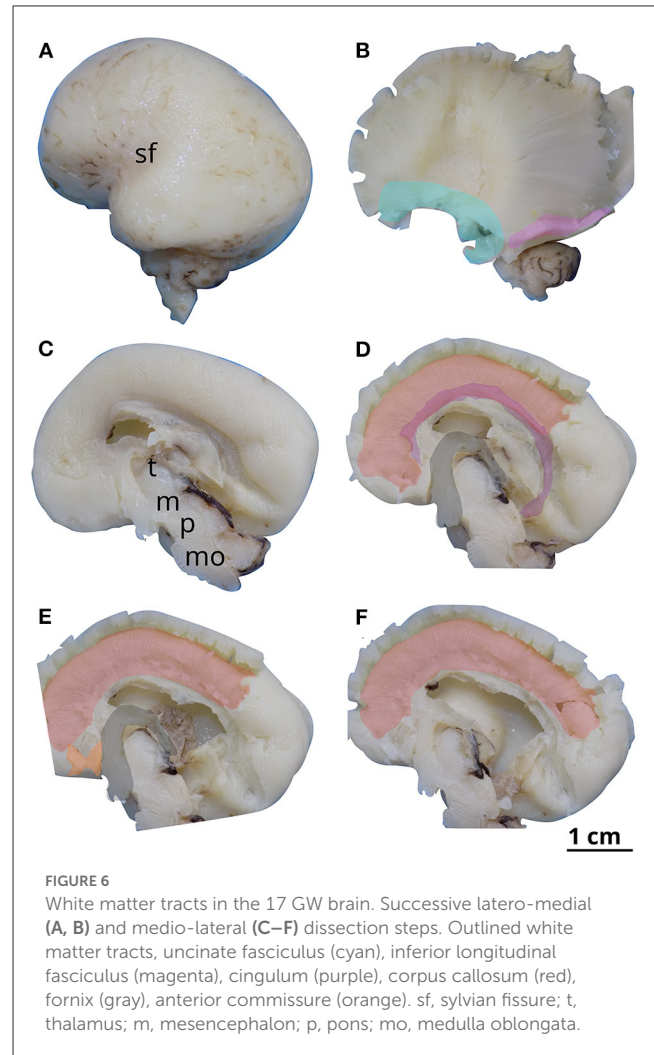 A
B
sf
C
D
t
m
p
mo
E
F
1 cm
FIGURE 6
White matter tracts in the 17 GW brain. Successive latero-medial
(A, B) and medio-lateral (C–F) dissection steps. Outlined white
matter tracts, uncinate fasciculus (cyan), inferior longitudinal
fasciculus (magenta), cingulum (purple), corpus callosum (red),
fornix (gray), anterior commissure (orange). sf, sylvian fissure; t,
thalamus; m, mesencephalon; p, pons; mo, medulla oblongata.